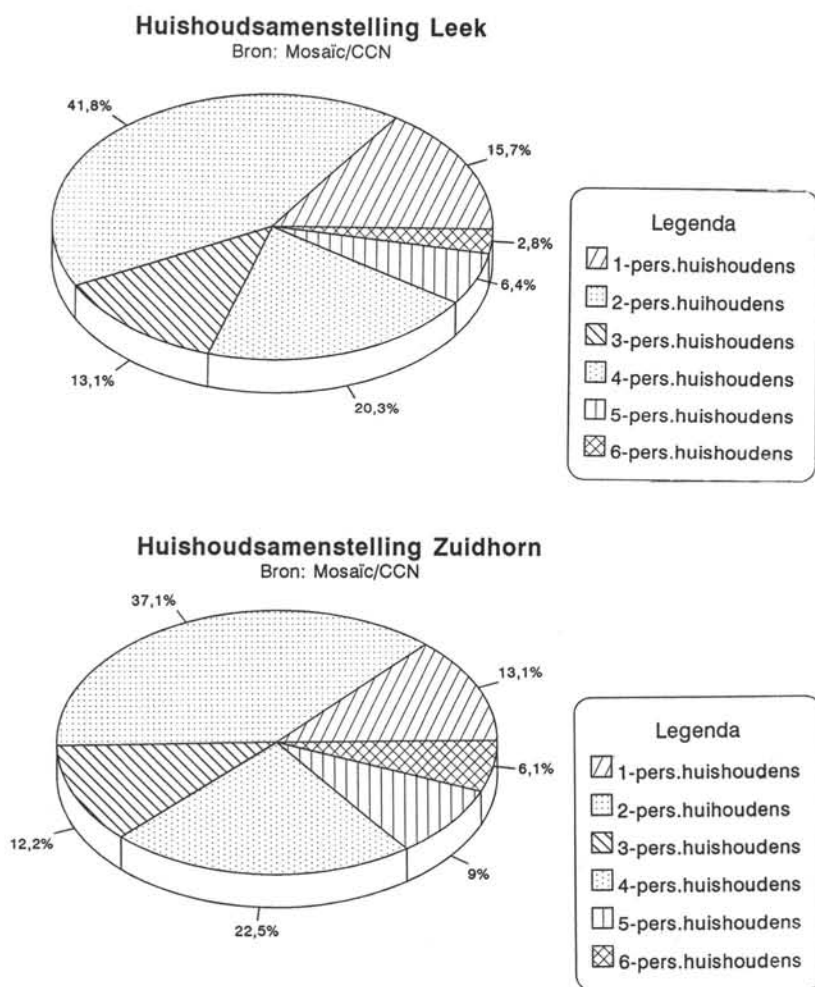 Huishoudsamenstelling Leek
Bron: Mosaïc/CCN
41,8%
15,7%
2,8%
6,4%
13,1%
20,3%
Legenda
1-pers.huishoudens
2-pers.huihoudens
3-pers.huishoudens
4-pers.huishoudens
5-pers.huishoudens
6-pers.huishoudens
Huishoudsamenstelling Zuidhorn
Bron: Mosaïc/CCN
37,1%
13,1%
6,1%
12,2%
9%
22,5%
Legenda
1-pers.huishoudens
2-pers.huihoudens
3-pers.huishoudens
4-pers.huishoudens
5-pers.huishoudens
6-pers.huishoudens